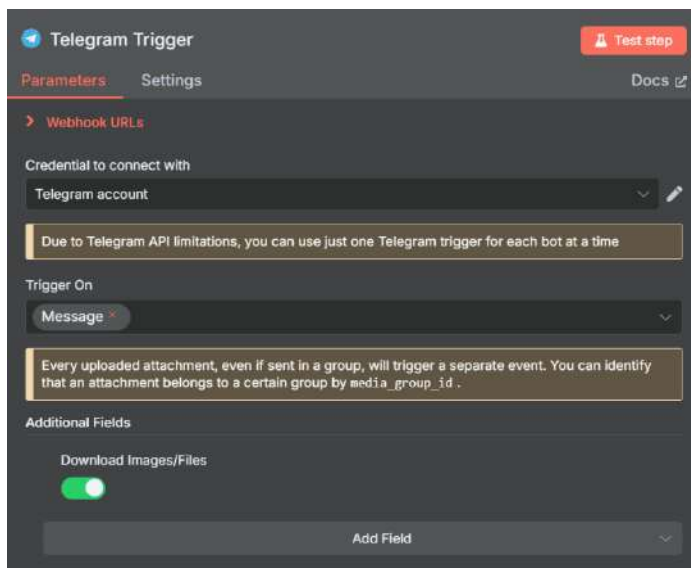 Telegram Trigger
Test step
Parameters
Settings
Docs
Webhook URLs
Credential to connect with
Telegram account
Due to Telegram API limitations, you can use just one Telegram trigger for each bot at a time
Trigger On
Message
Every uploaded attachment, even if sent in a group, will trigger a separate event. You can identify
that an attachment belongs to a certain group by media_group_id .
Additional Fields
Download Images/Files
Add Field